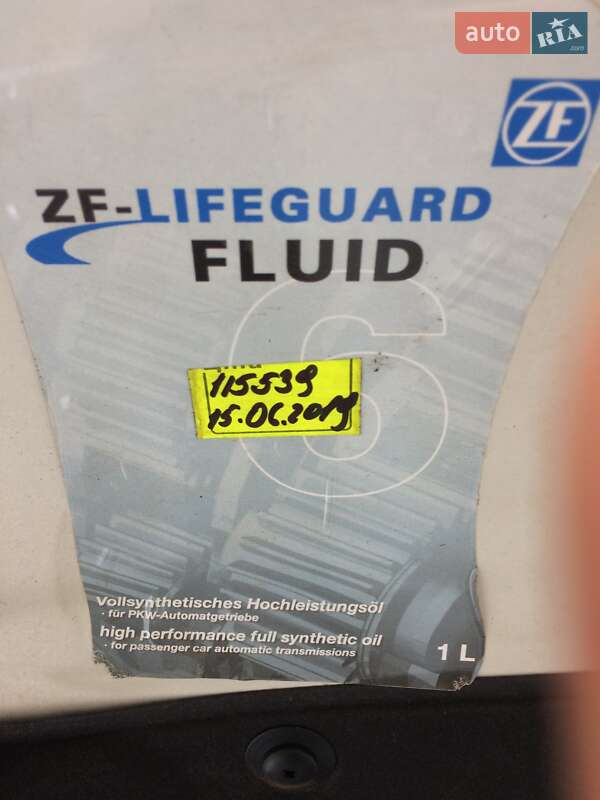 auto RIA.com
ZF
ZF-LIFEGUARD
FLUID
6
115539
15.06.2019
Vollsynthetisches Hochleistungsöl
- für PKW-Automatgetriebe
high performance full synthetic oil
- for passenger car automatic transmissions
1 L